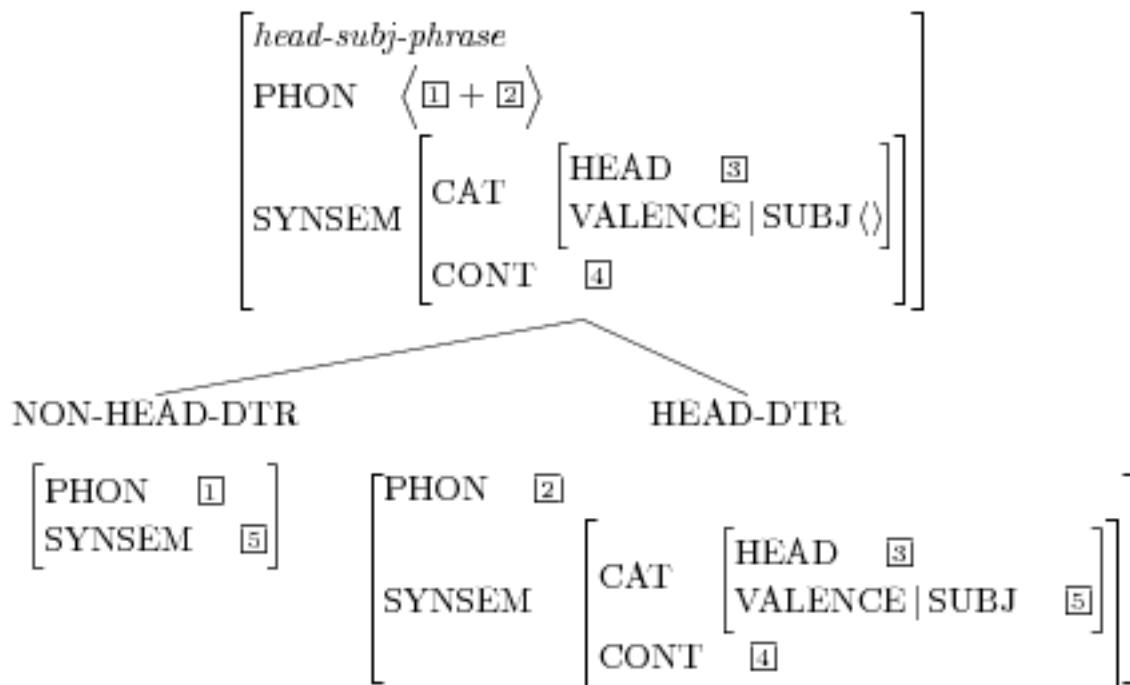 head-subj-phrase
PHON ⟨ 1 + 2 ⟩
HEAD 3
CAT
VALENCE | SUBJ ⟨⟩
SYNSEM
CONT 4
NON-HEAD-DTR HEAD-DTR
PHON 1 PHON 2
SYNSEM 5
HEAD 3
CAT
VALENCE | SUBJ 5
SYNSEM
CONT 4